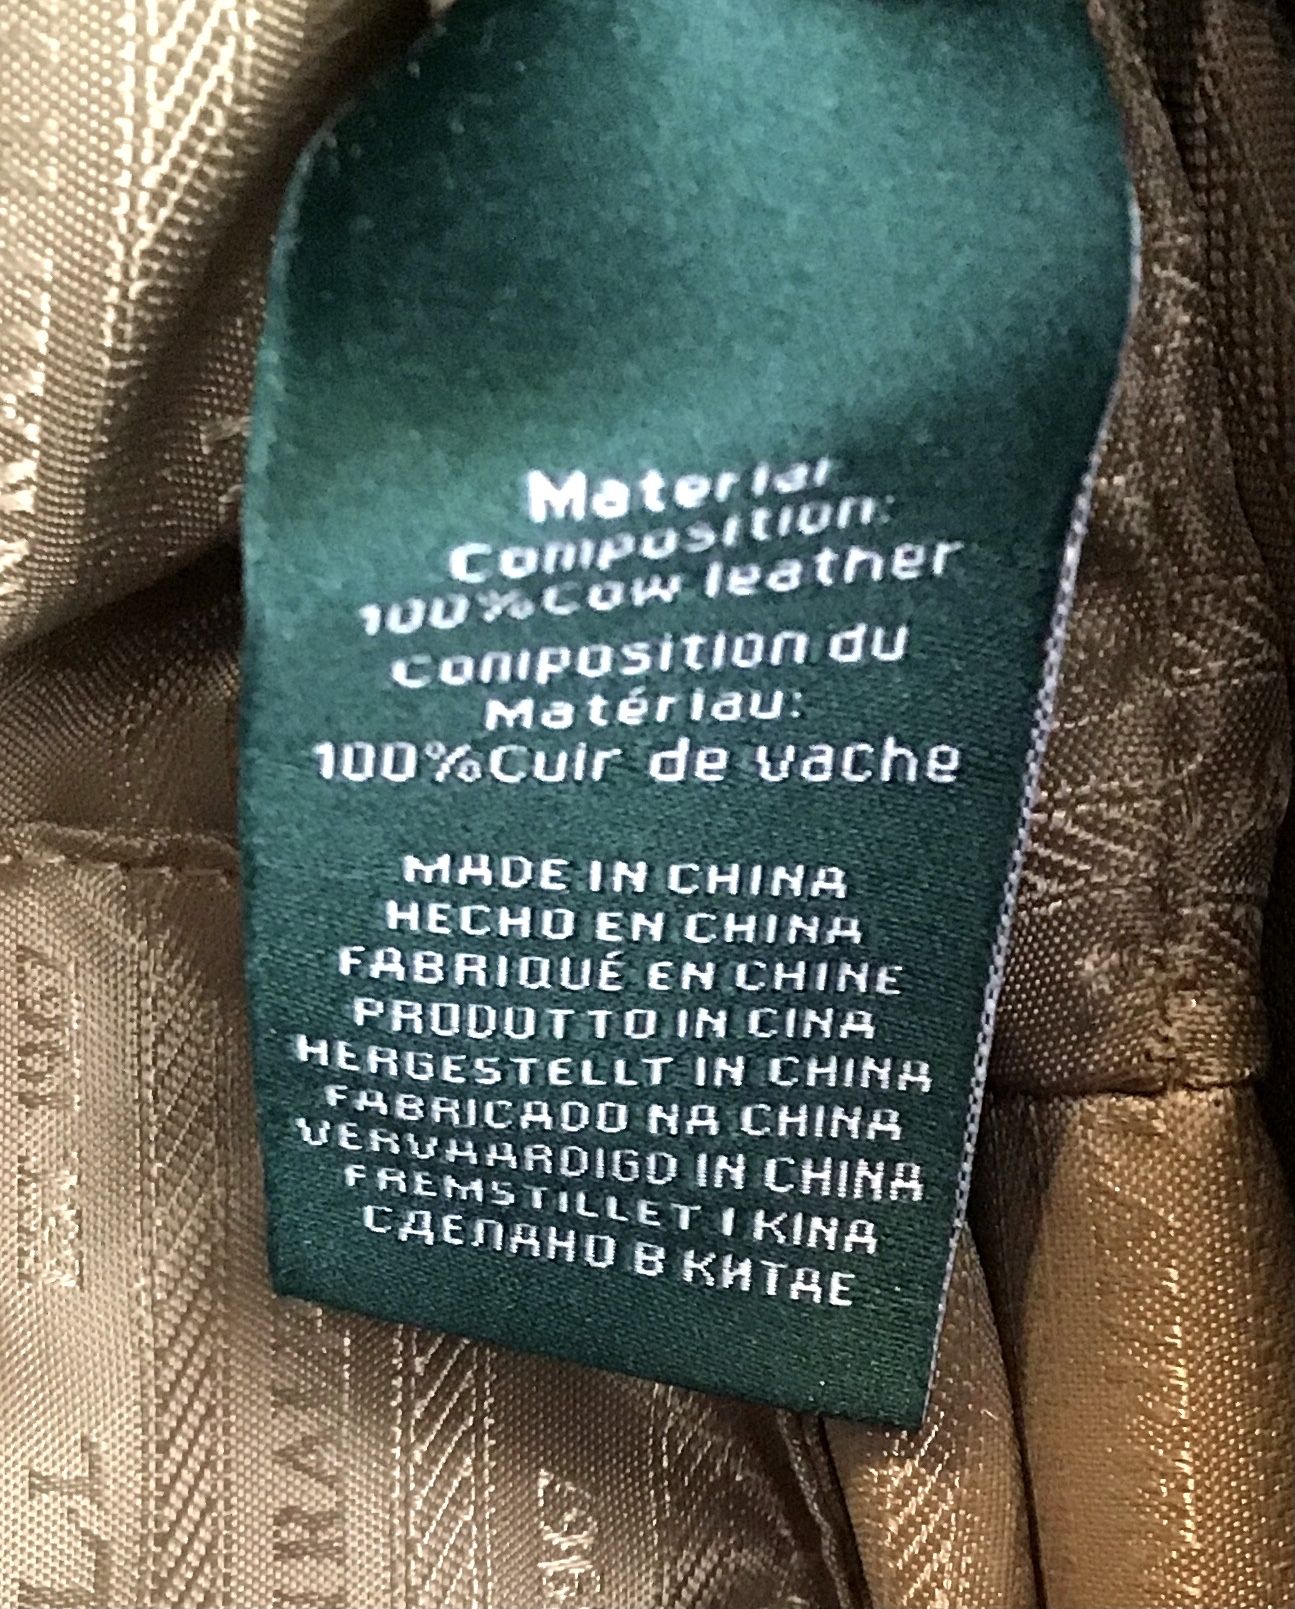 Material
Composition:
100%Cow leather
Composition du
Matériau:
100%Cuir de vache
MADE IN CHINA
HECHO EN CHINA
FABRIQUÉ EN CHINE
PRODOTTO IN CINA
HERGESTELLT IN CHINA
FABRICADO NA CHINA
VERVAARDIGD IN CHINA
FREMSTILLET I KINA
СДЕЛАНО В КИТАЕ